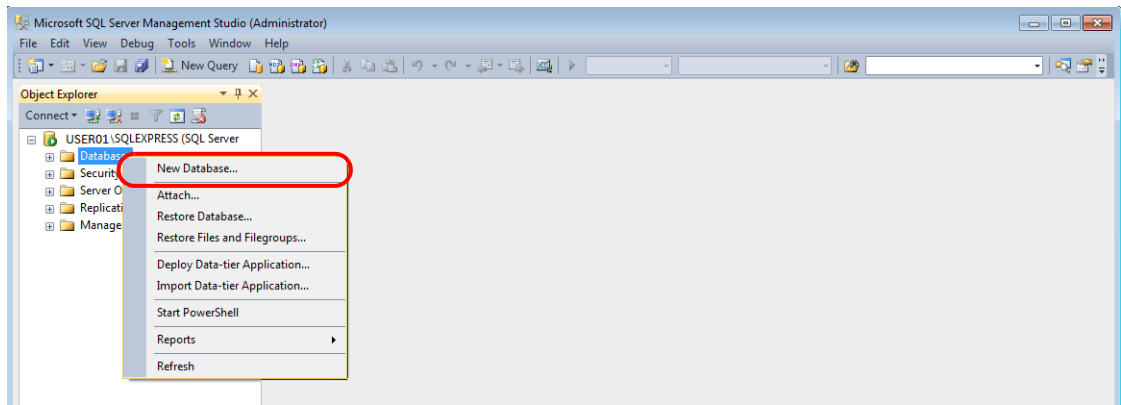 Microsoft SQL Server Management Studio (Administrator)
File Edit View Debug Tools Window Help
New Query
Object Explorer
Connect
USER01\SQLEXPRESS (SQL Server
Databases
Security
Server O
Replicati
Manage
New Database...
Attach...
Restore Database...
Restore Files and Filegroups...
Deploy Data-tier Application...
Import Data-tier Application...
Start PowerShell
Reports
Refresh